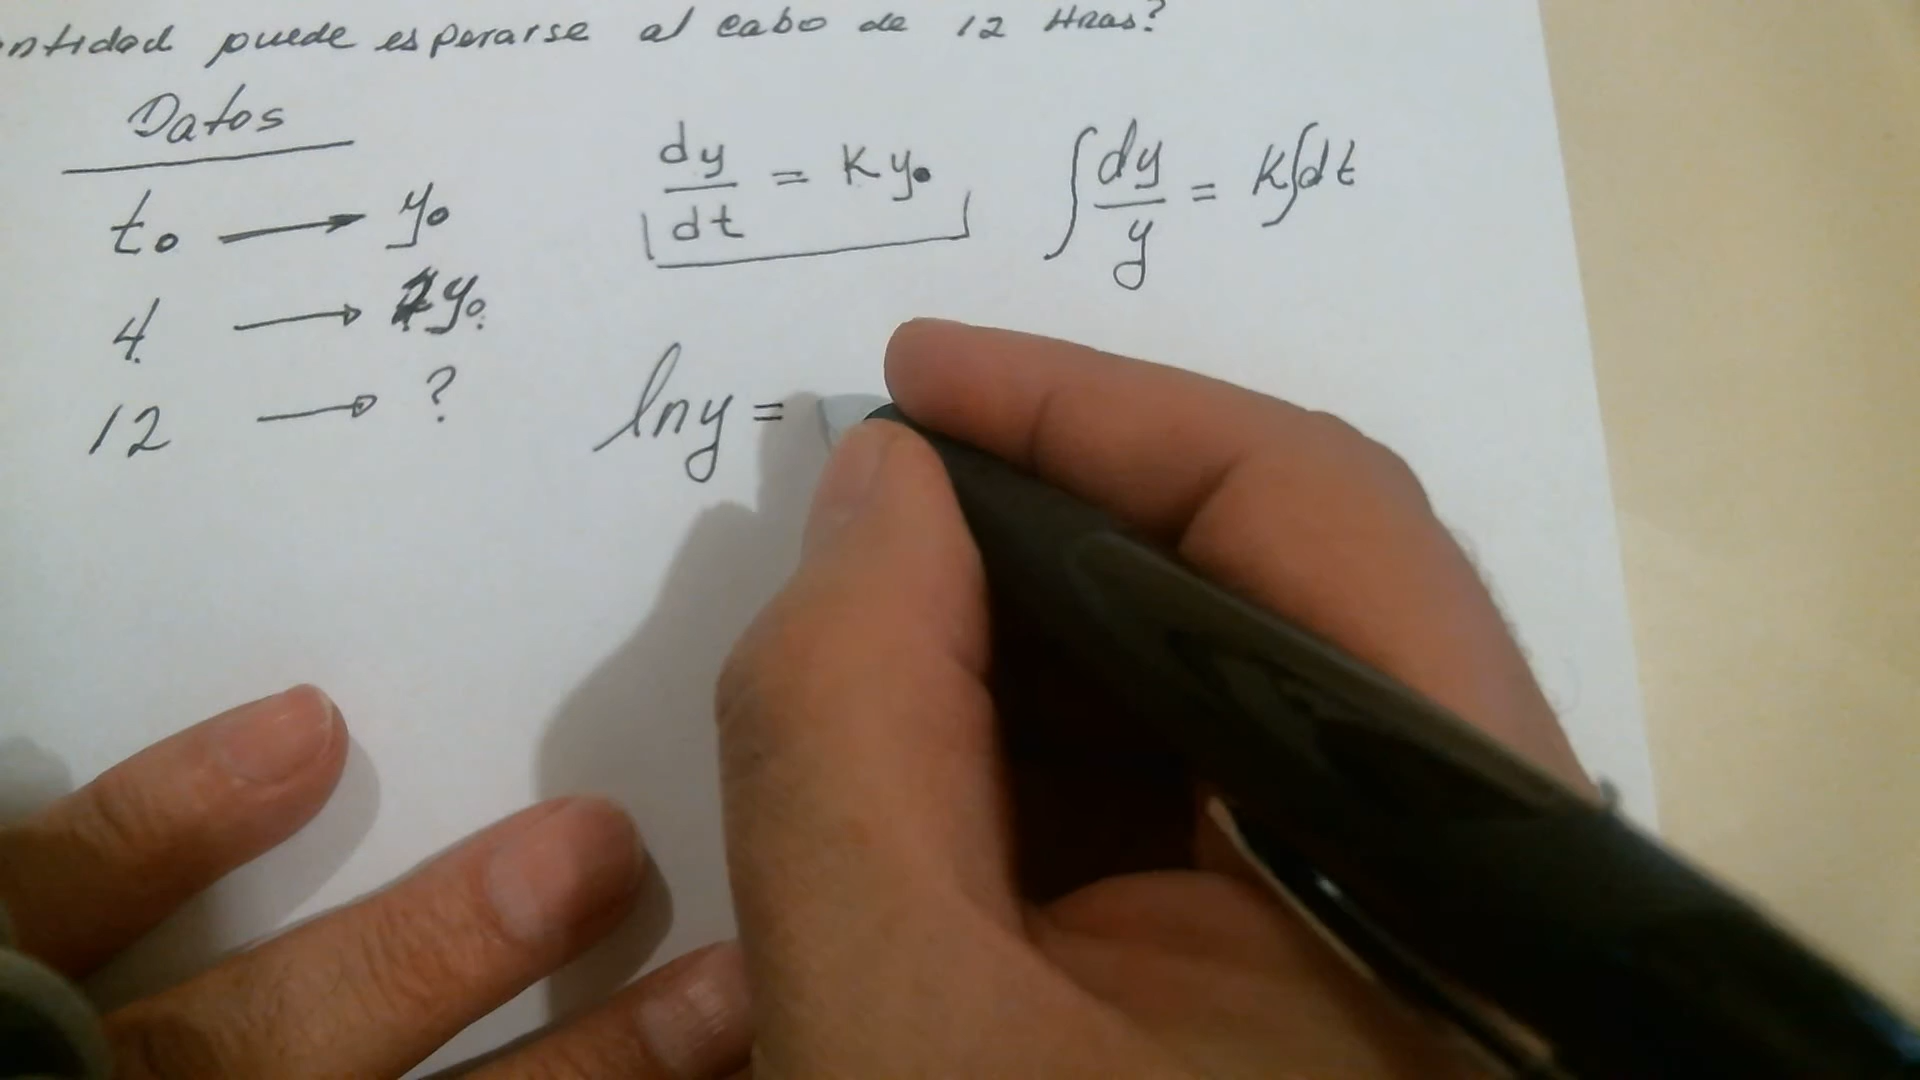 puede esperarse al cabo de 12 Hras?
Datos
t₀ → y₀
4 → 2y₀
12 → ?
dy/dt = Ky.
∫dy/y = K∫dt
lny =